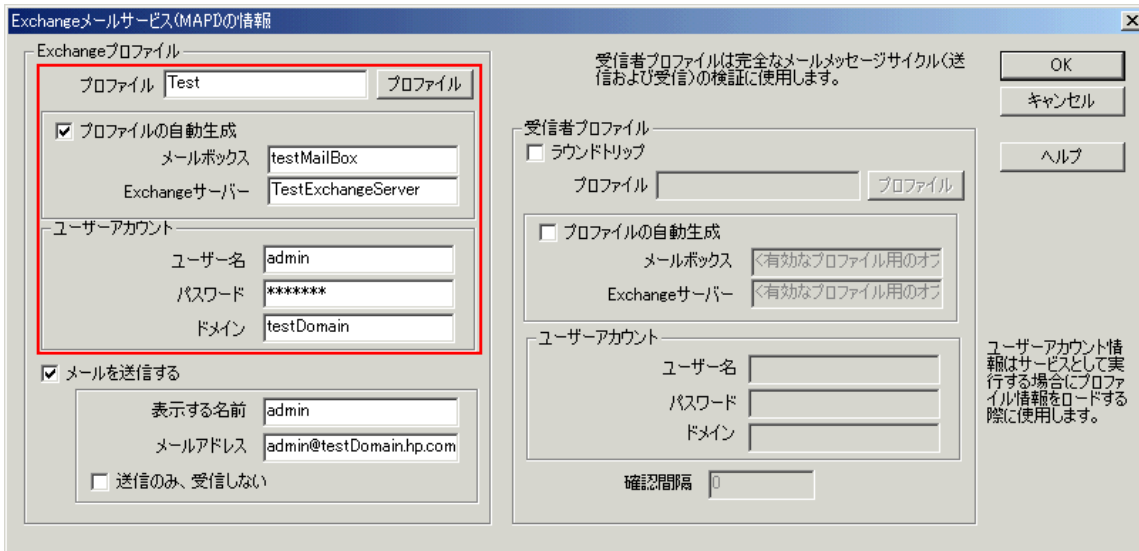 Exchangeメールサービス(MAPI)の情報
Exchangeプロファイル
プロファイル Test プロファイル
プロファイルの自動生成
メールボックス testMailBox
Exchangeサーバー TestExchangeServer
ユーザーアカウント
ユーザー名 admin
パスワード *******
ドメイン testDomain
メールを送信する
表示する名前 admin
メールアドレス admin@testDomain.hp.com
送信のみ、受信しない
受信者プロファイルは完全なメールメッセージサイクル(送
信および受信)の検証に使用します。
受信者プロファイル
ラウンドトリップ
プロファイル プロファイル
プロファイルの自動生成
メールボックス <有効なプロファイル用のオプ
Exchangeサーバー <有効なプロファイル用のオプ
ユーザーアカウント
ユーザー名
パスワード
ドメイン
確認間隔 0
OK
キャンセル
ヘルプ
ユーザーアカウント情
報はサービスとして実
行する場合にプロファ
イル情報をロードする
際に使用します。